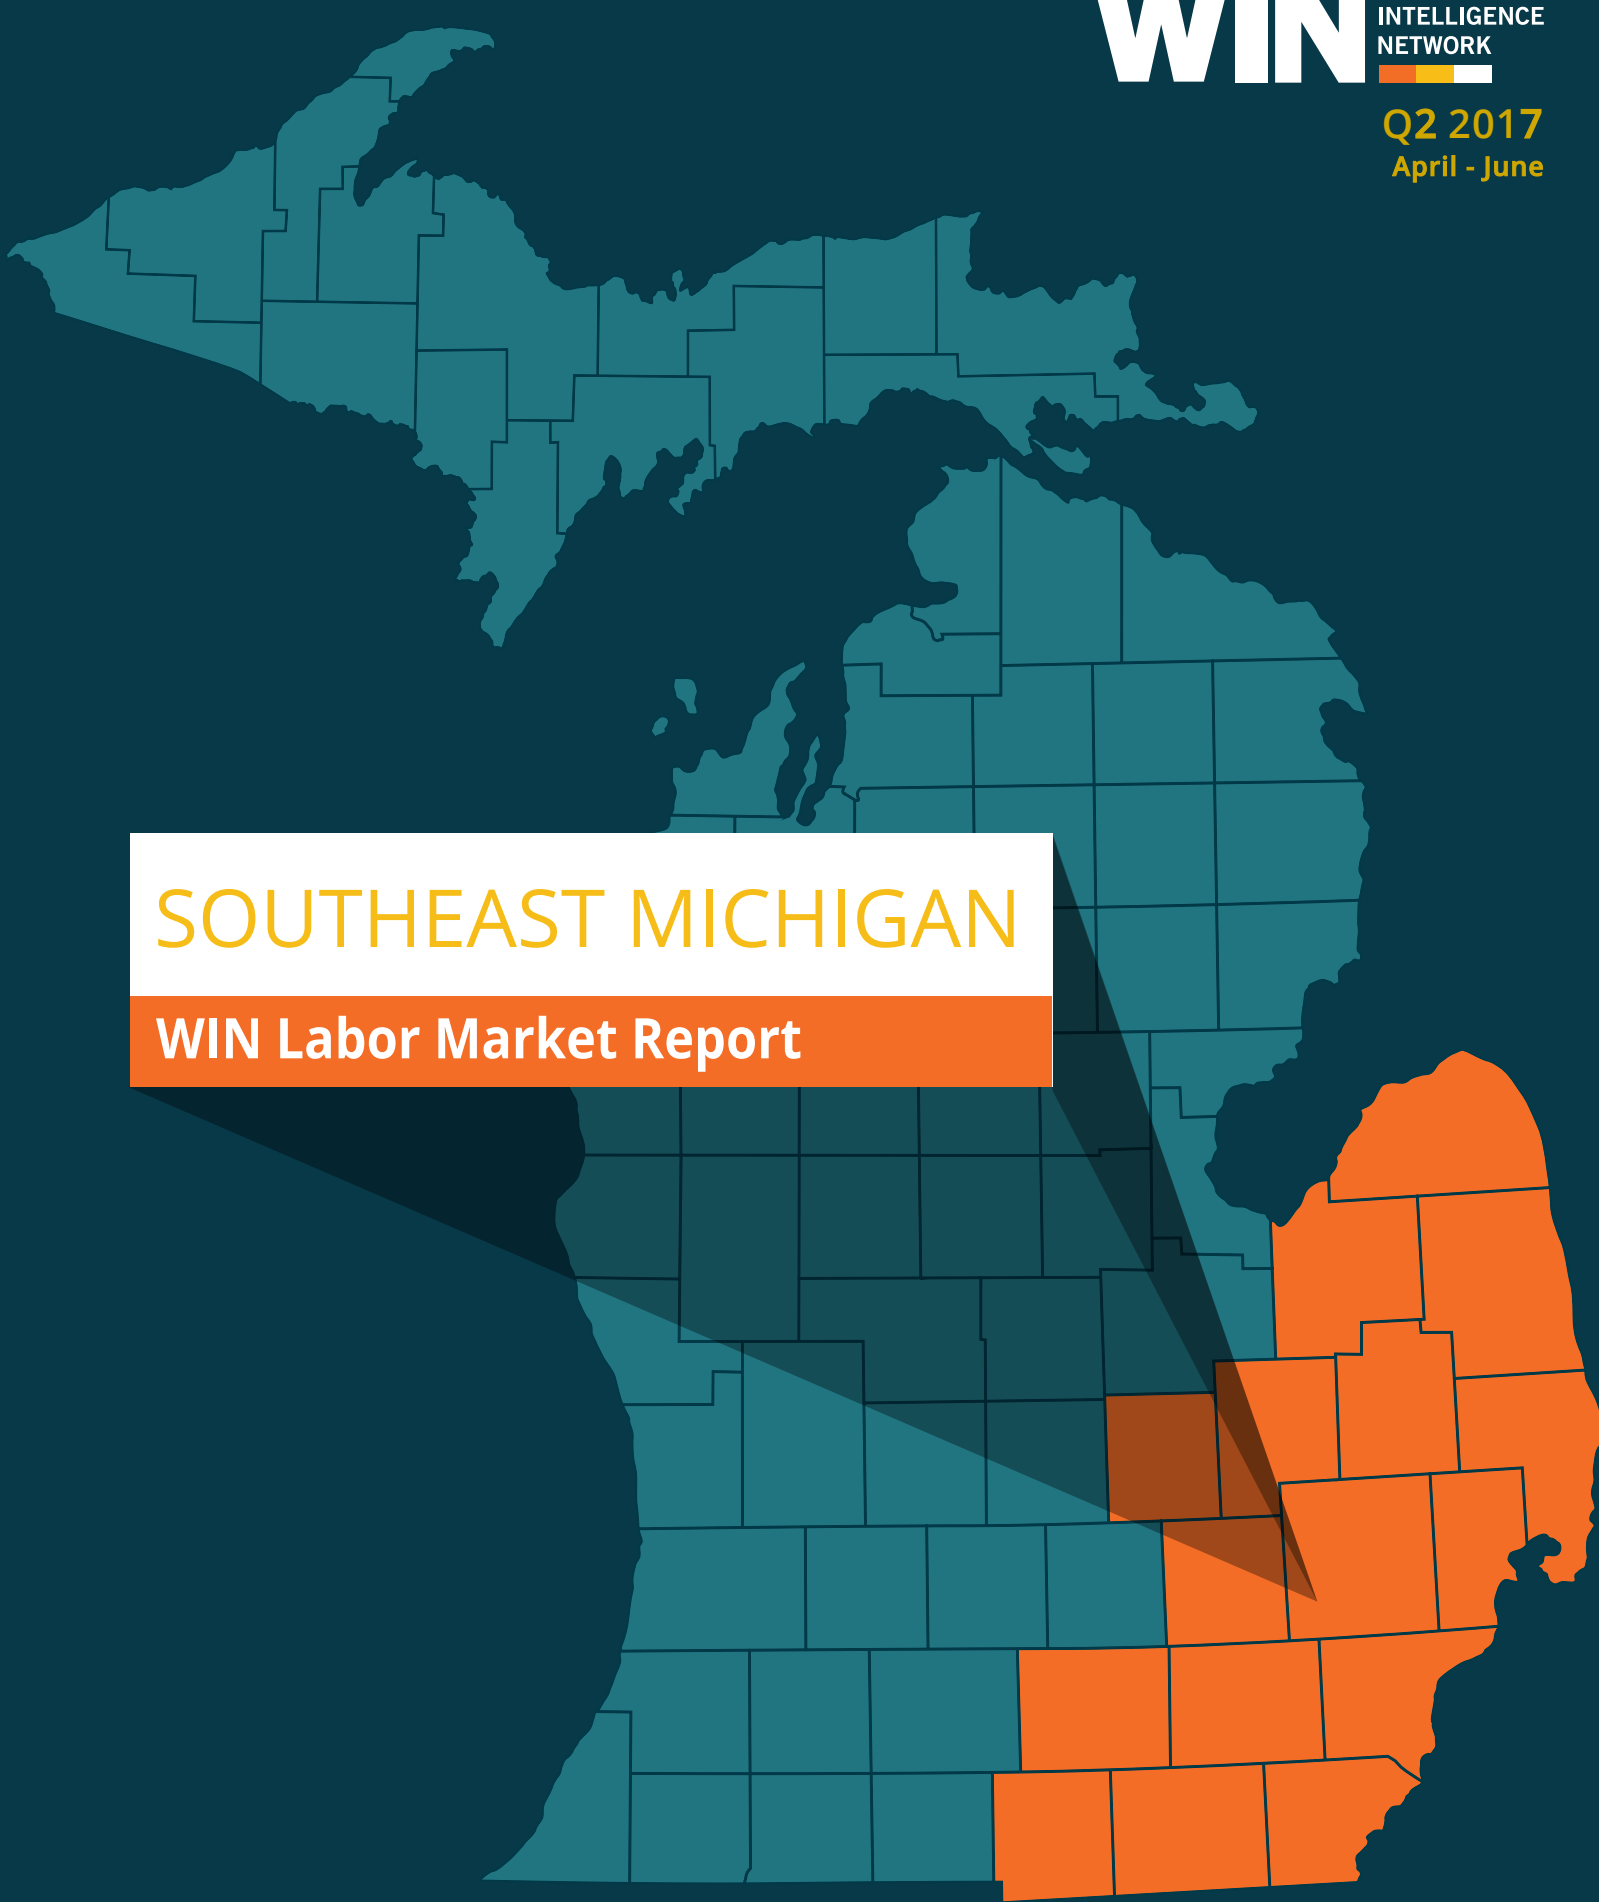 WIN
INTELLIGENCE
NETWORK
Q2 2017
April - June
SOUTHEAST MICHIGAN
WIN Labor Market Report